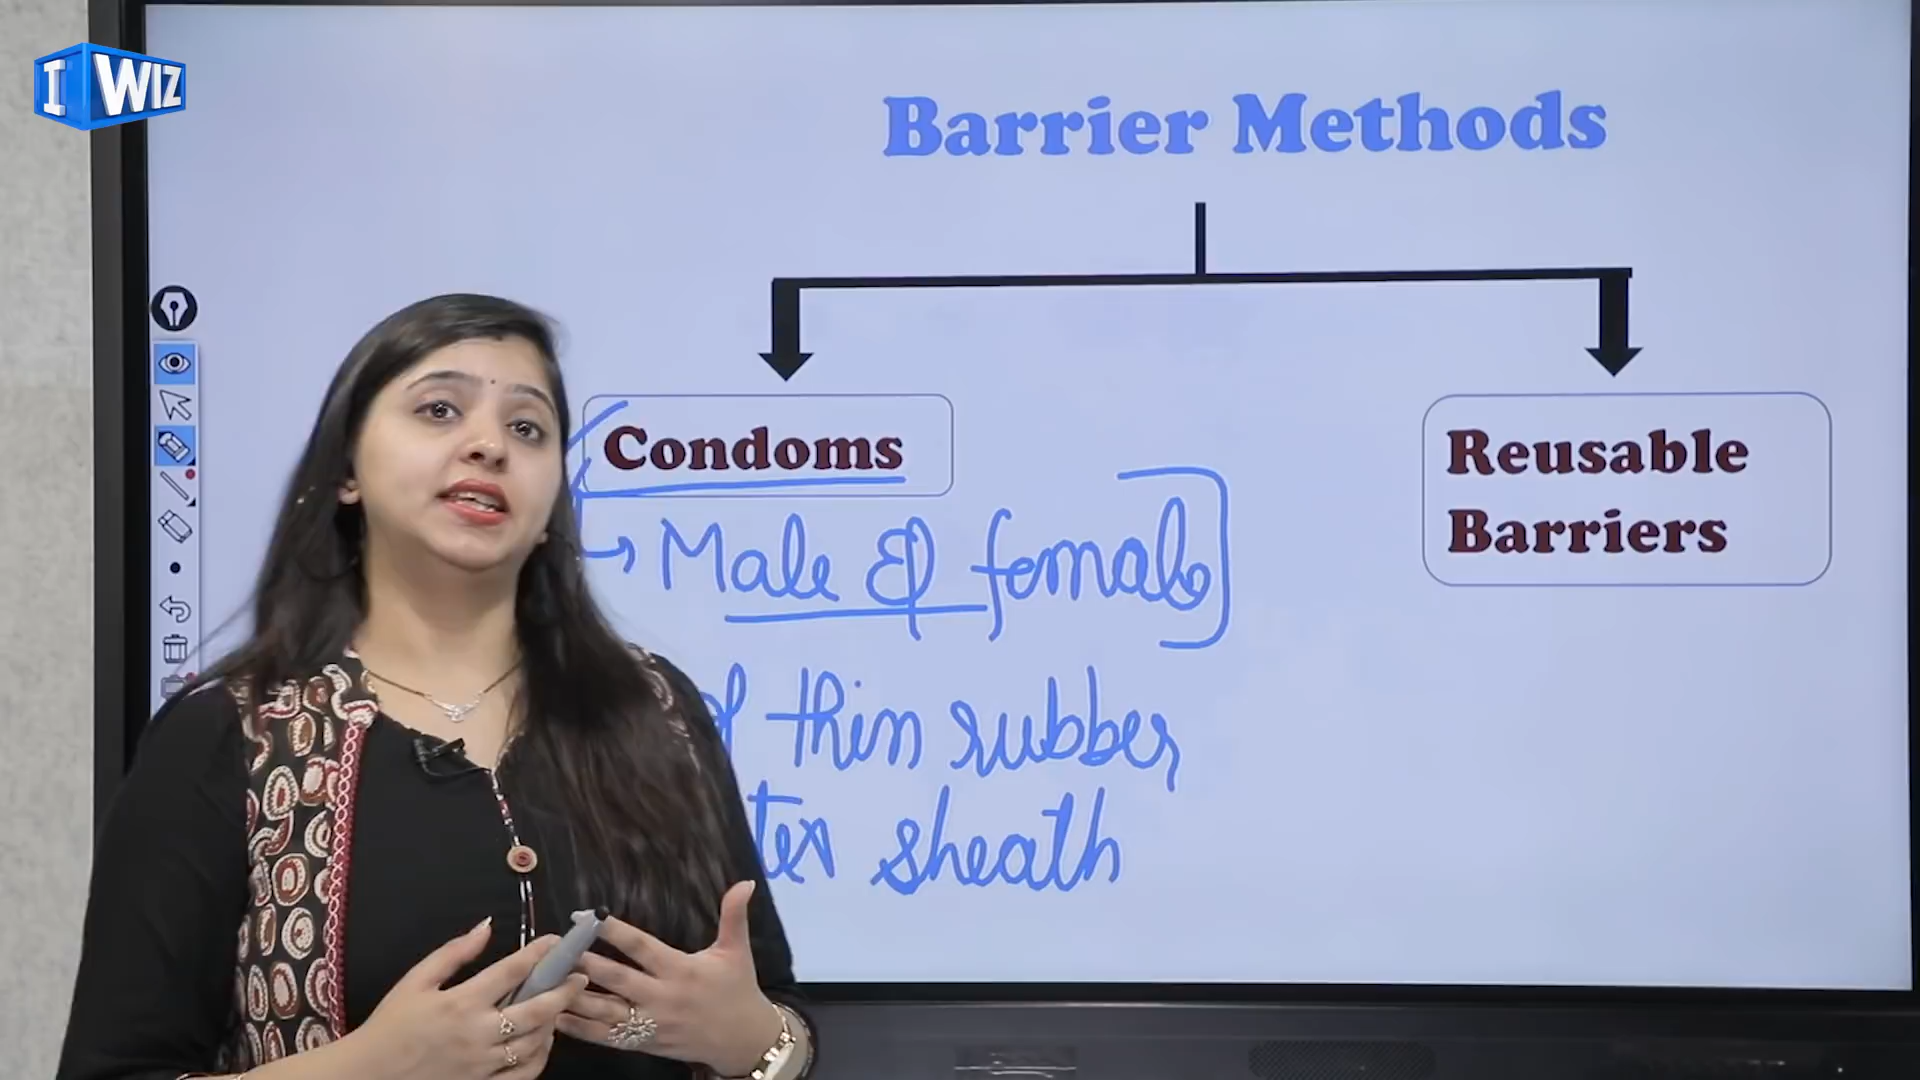 I WIZ
Barrier Methods
Condoms
Reusable
Barriers
Male & female
thin rubber
sheath